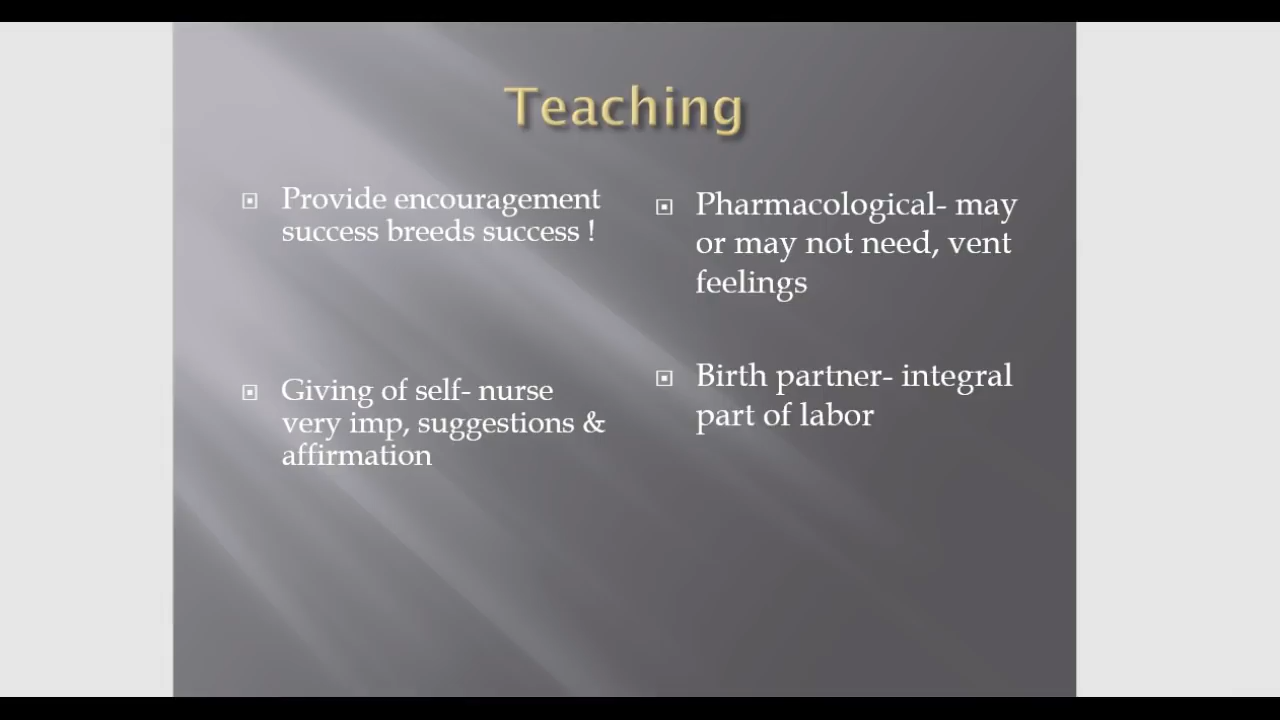 Teaching
Provide encouragement
success breeds success !
Giving of self- nurse
very imp, suggestions &
affirmation
Pharmacological- may
or may not need, vent
feelings
Birth partner- integral
part of labor